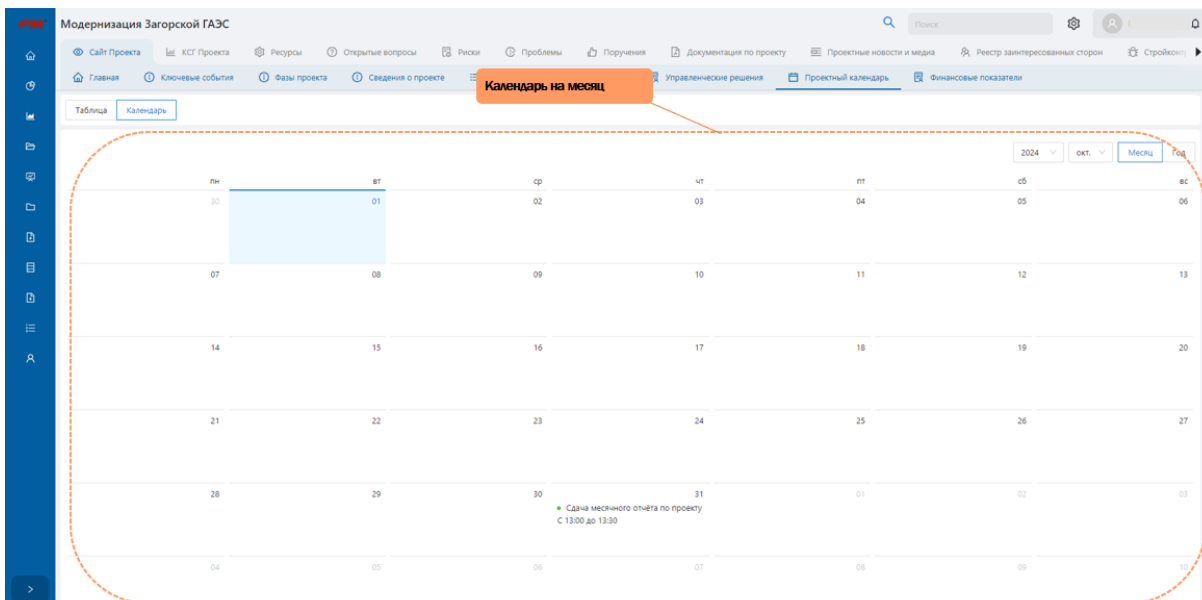 PM Модернизация Загорской ГАЭС Поиск
Сайт Проекта КСГ Проекта Ресурсы Открытые вопросы Риски Проблемы Поручения Документация по проекту Проектные новости и медиа Реестр заинтересованных сторон
Главная Ключевые события Фазы проекта Сведения о проекте Управленческие решения Проектный календарь Финансовые показатели
Календарь на месяц
Таблица Календарь
2024 окт. Месяц Год
пн вт ср чт пт сб вс
30 01 02 03 04 05 06
07 08 09 10 11 12 13
14 15 16 17 18 19 20
21 22 23 24 25 26 27
28 29 30 31 01 02 03
Сдача месячного отчёта по проекту
С 13:00 до 13:30
04 05 06 07 08 09 10